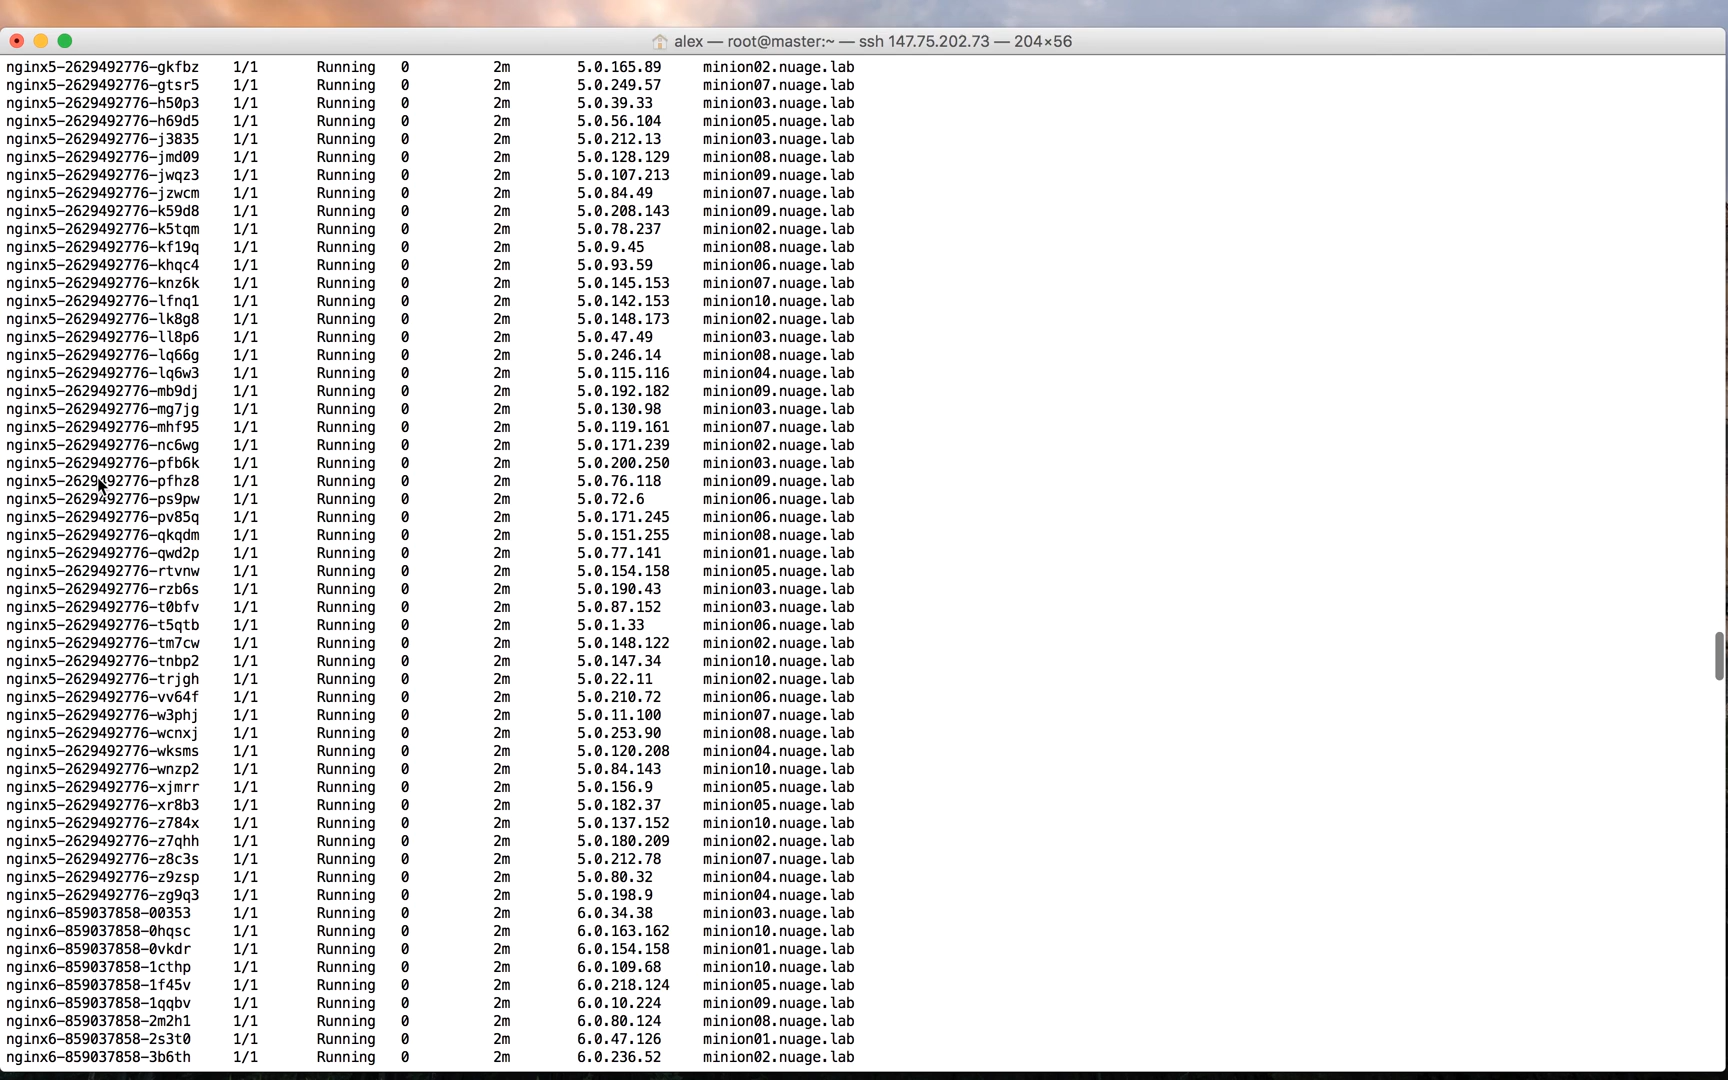 alex — root@master:~ — ssh 147.75.202.73 — 204×56
nginx5-2629492776-gkfbz 1/1 Running 0 2m 5.0.165.89 minion02.nuage.lab
nginx5-2629492776-gtsr5 1/1 Running 0 2m 5.0.249.57 minion07.nuage.lab
nginx5-2629492776-h50p3 1/1 Running 0 2m 5.0.39.33 minion03.nuage.lab
nginx5-2629492776-h69d5 1/1 Running 0 2m 5.0.56.104 minion05.nuage.lab
nginx5-2629492776-j3835 1/1 Running 0 2m 5.0.212.13 minion03.nuage.lab
nginx5-2629492776-jmd09 1/1 Running 0 2m 5.0.128.129 minion08.nuage.lab
nginx5-2629492776-jwqz3 1/1 Running 0 2m 5.0.107.213 minion09.nuage.lab
nginx5-2629492776-jzwcm 1/1 Running 0 2m 5.0.84.49 minion07.nuage.lab
nginx5-2629492776-k59d8 1/1 Running 0 2m 5.0.208.143 minion09.nuage.lab
nginx5-2629492776-k5tqm 1/1 Running 0 2m 5.0.78.237 minion02.nuage.lab
nginx5-2629492776-kf19q 1/1 Running 0 2m 5.0.9.45 minion08.nuage.lab
nginx5-2629492776-khqc4 1/1 Running 0 2m 5.0.93.59 minion06.nuage.lab
nginx5-2629492776-knz6k 1/1 Running 0 2m 5.0.145.153 minion07.nuage.lab
nginx5-2629492776-lfnq1 1/1 Running 0 2m 5.0.142.153 minion10.nuage.lab
nginx5-2629492776-lk8g8 1/1 Running 0 2m 5.0.148.173 minion02.nuage.lab
nginx5-2629492776-ll8p6 1/1 Running 0 2m 5.0.47.49 minion03.nuage.lab
nginx5-2629492776-lq66g 1/1 Running 0 2m 5.0.246.14 minion08.nuage.lab
nginx5-2629492776-lq6w3 1/1 Running 0 2m 5.0.115.116 minion04.nuage.lab
nginx5-2629492776-mb9dj 1/1 Running 0 2m 5.0.192.182 minion09.nuage.lab
nginx5-2629492776-mg7jg 1/1 Running 0 2m 5.0.130.98 minion03.nuage.lab
nginx5-2629492776-mhf95 1/1 Running 0 2m 5.0.119.161 minion07.nuage.lab
nginx5-2629492776-nc6wg 1/1 Running 0 2m 5.0.171.239 minion02.nuage.lab
nginx5-2629492776-pfb6k 1/1 Running 0 2m 5.0.200.250 minion03.nuage.lab
nginx5-2629492776-pfhz8 1/1 Running 0 2m 5.0.76.118 minion09.nuage.lab
nginx5-2629492776-ps9pw 1/1 Running 0 2m 5.0.72.6 minion06.nuage.lab
nginx5-2629492776-pv85q 1/1 Running 0 2m 5.0.171.245 minion06.nuage.lab
nginx5-2629492776-qkqdm 1/1 Running 0 2m 5.0.151.255 minion08.nuage.lab
nginx5-2629492776-qwd2p 1/1 Running 0 2m 5.0.77.141 minion01.nuage.lab
nginx5-2629492776-rtvnw 1/1 Running 0 2m 5.0.154.158 minion05.nuage.lab
nginx5-2629492776-rzb6s 1/1 Running 0 2m 5.0.190.43 minion03.nuage.lab
nginx5-2629492776-t0bfv 1/1 Running 0 2m 5.0.87.152 minion03.nuage.lab
nginx5-2629492776-t5qtb 1/1 Running 0 2m 5.0.1.33 minion06.nuage.lab
nginx5-2629492776-tm7cw 1/1 Running 0 2m 5.0.148.122 minion02.nuage.lab
nginx5-2629492776-tnbp2 1/1 Running 0 2m 5.0.147.34 minion10.nuage.lab
nginx5-2629492776-trjgh 1/1 Running 0 2m 5.0.22.11 minion02.nuage.lab
nginx5-2629492776-vv64f 1/1 Running 0 2m 5.0.210.72 minion06.nuage.lab
nginx5-2629492776-w3phj 1/1 Running 0 2m 5.0.11.100 minion07.nuage.lab
nginx5-2629492776-wcnxj 1/1 Running 0 2m 5.0.253.90 minion08.nuage.lab
nginx5-2629492776-wksms 1/1 Running 0 2m 5.0.120.208 minion04.nuage.lab
nginx5-2629492776-wnzp2 1/1 Running 0 2m 5.0.84.143 minion10.nuage.lab
nginx5-2629492776-xjmrr 1/1 Running 0 2m 5.0.156.9 minion05.nuage.lab
nginx5-2629492776-xr8b3 1/1 Running 0 2m 5.0.182.37 minion05.nuage.lab
nginx5-2629492776-z784x 1/1 Running 0 2m 5.0.137.152 minion10.nuage.lab
nginx5-2629492776-z7qhh 1/1 Running 0 2m 5.0.180.209 minion02.nuage.lab
nginx5-2629492776-z8c3s 1/1 Running 0 2m 5.0.212.78 minion07.nuage.lab
nginx5-2629492776-z9zsp 1/1 Running 0 2m 5.0.80.32 minion04.nuage.lab
nginx5-2629492776-zg9q3 1/1 Running 0 2m 5.0.198.9 minion04.nuage.lab
nginx6-859037858-00353 1/1 Running 0 2m 6.0.34.38 minion03.nuage.lab
nginx6-859037858-0hqsc 1/1 Running 0 2m 6.0.163.162 minion10.nuage.lab
nginx6-859037858-0vkdr 1/1 Running 0 2m 6.0.154.158 minion01.nuage.lab
nginx6-859037858-1cthp 1/1 Running 0 2m 6.0.109.68 minion10.nuage.lab
nginx6-859037858-1f45v 1/1 Running 0 2m 6.0.218.124 minion05.nuage.lab
nginx6-859037858-1qqbv 1/1 Running 0 2m 6.0.10.224 minion09.nuage.lab
nginx6-859037858-2m2h1 1/1 Running 0 2m 6.0.80.124 minion08.nuage.lab
nginx6-859037858-2s3t0 1/1 Running 0 2m 6.0.47.126 minion01.nuage.lab
nginx6-859037858-3b6th 1/1 Running 0 2m 6.0.236.52 minion02.nuage.lab